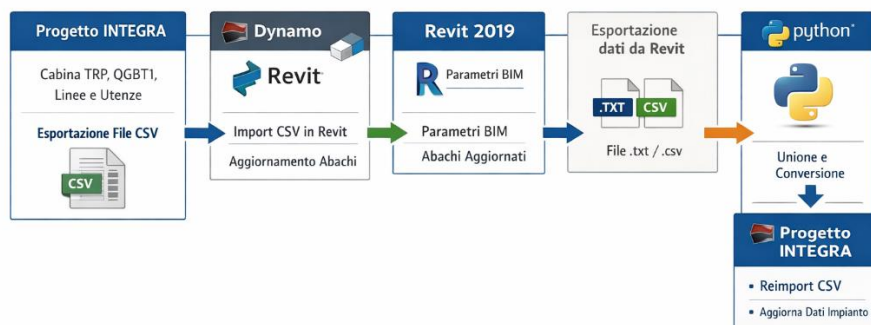 Progetto INTEGRA
Cabina TRP, QGBT1,
Linee e Utenze
Esportazione File CSV
CSV
Dynamo
Revit
Import CSV in Revit
Aggiornamento Abachi
Revit 2019
R Parametri BIM
Parametri BIM
Abachi Aggiornati
Esportazione
dati da Revit
.TXT CSV
File .txt / .csv
python
Unione e
Conversione
Progetto
INTEGRA
▪ Reimport CSV
▪ Aggiorna Dati Impianto